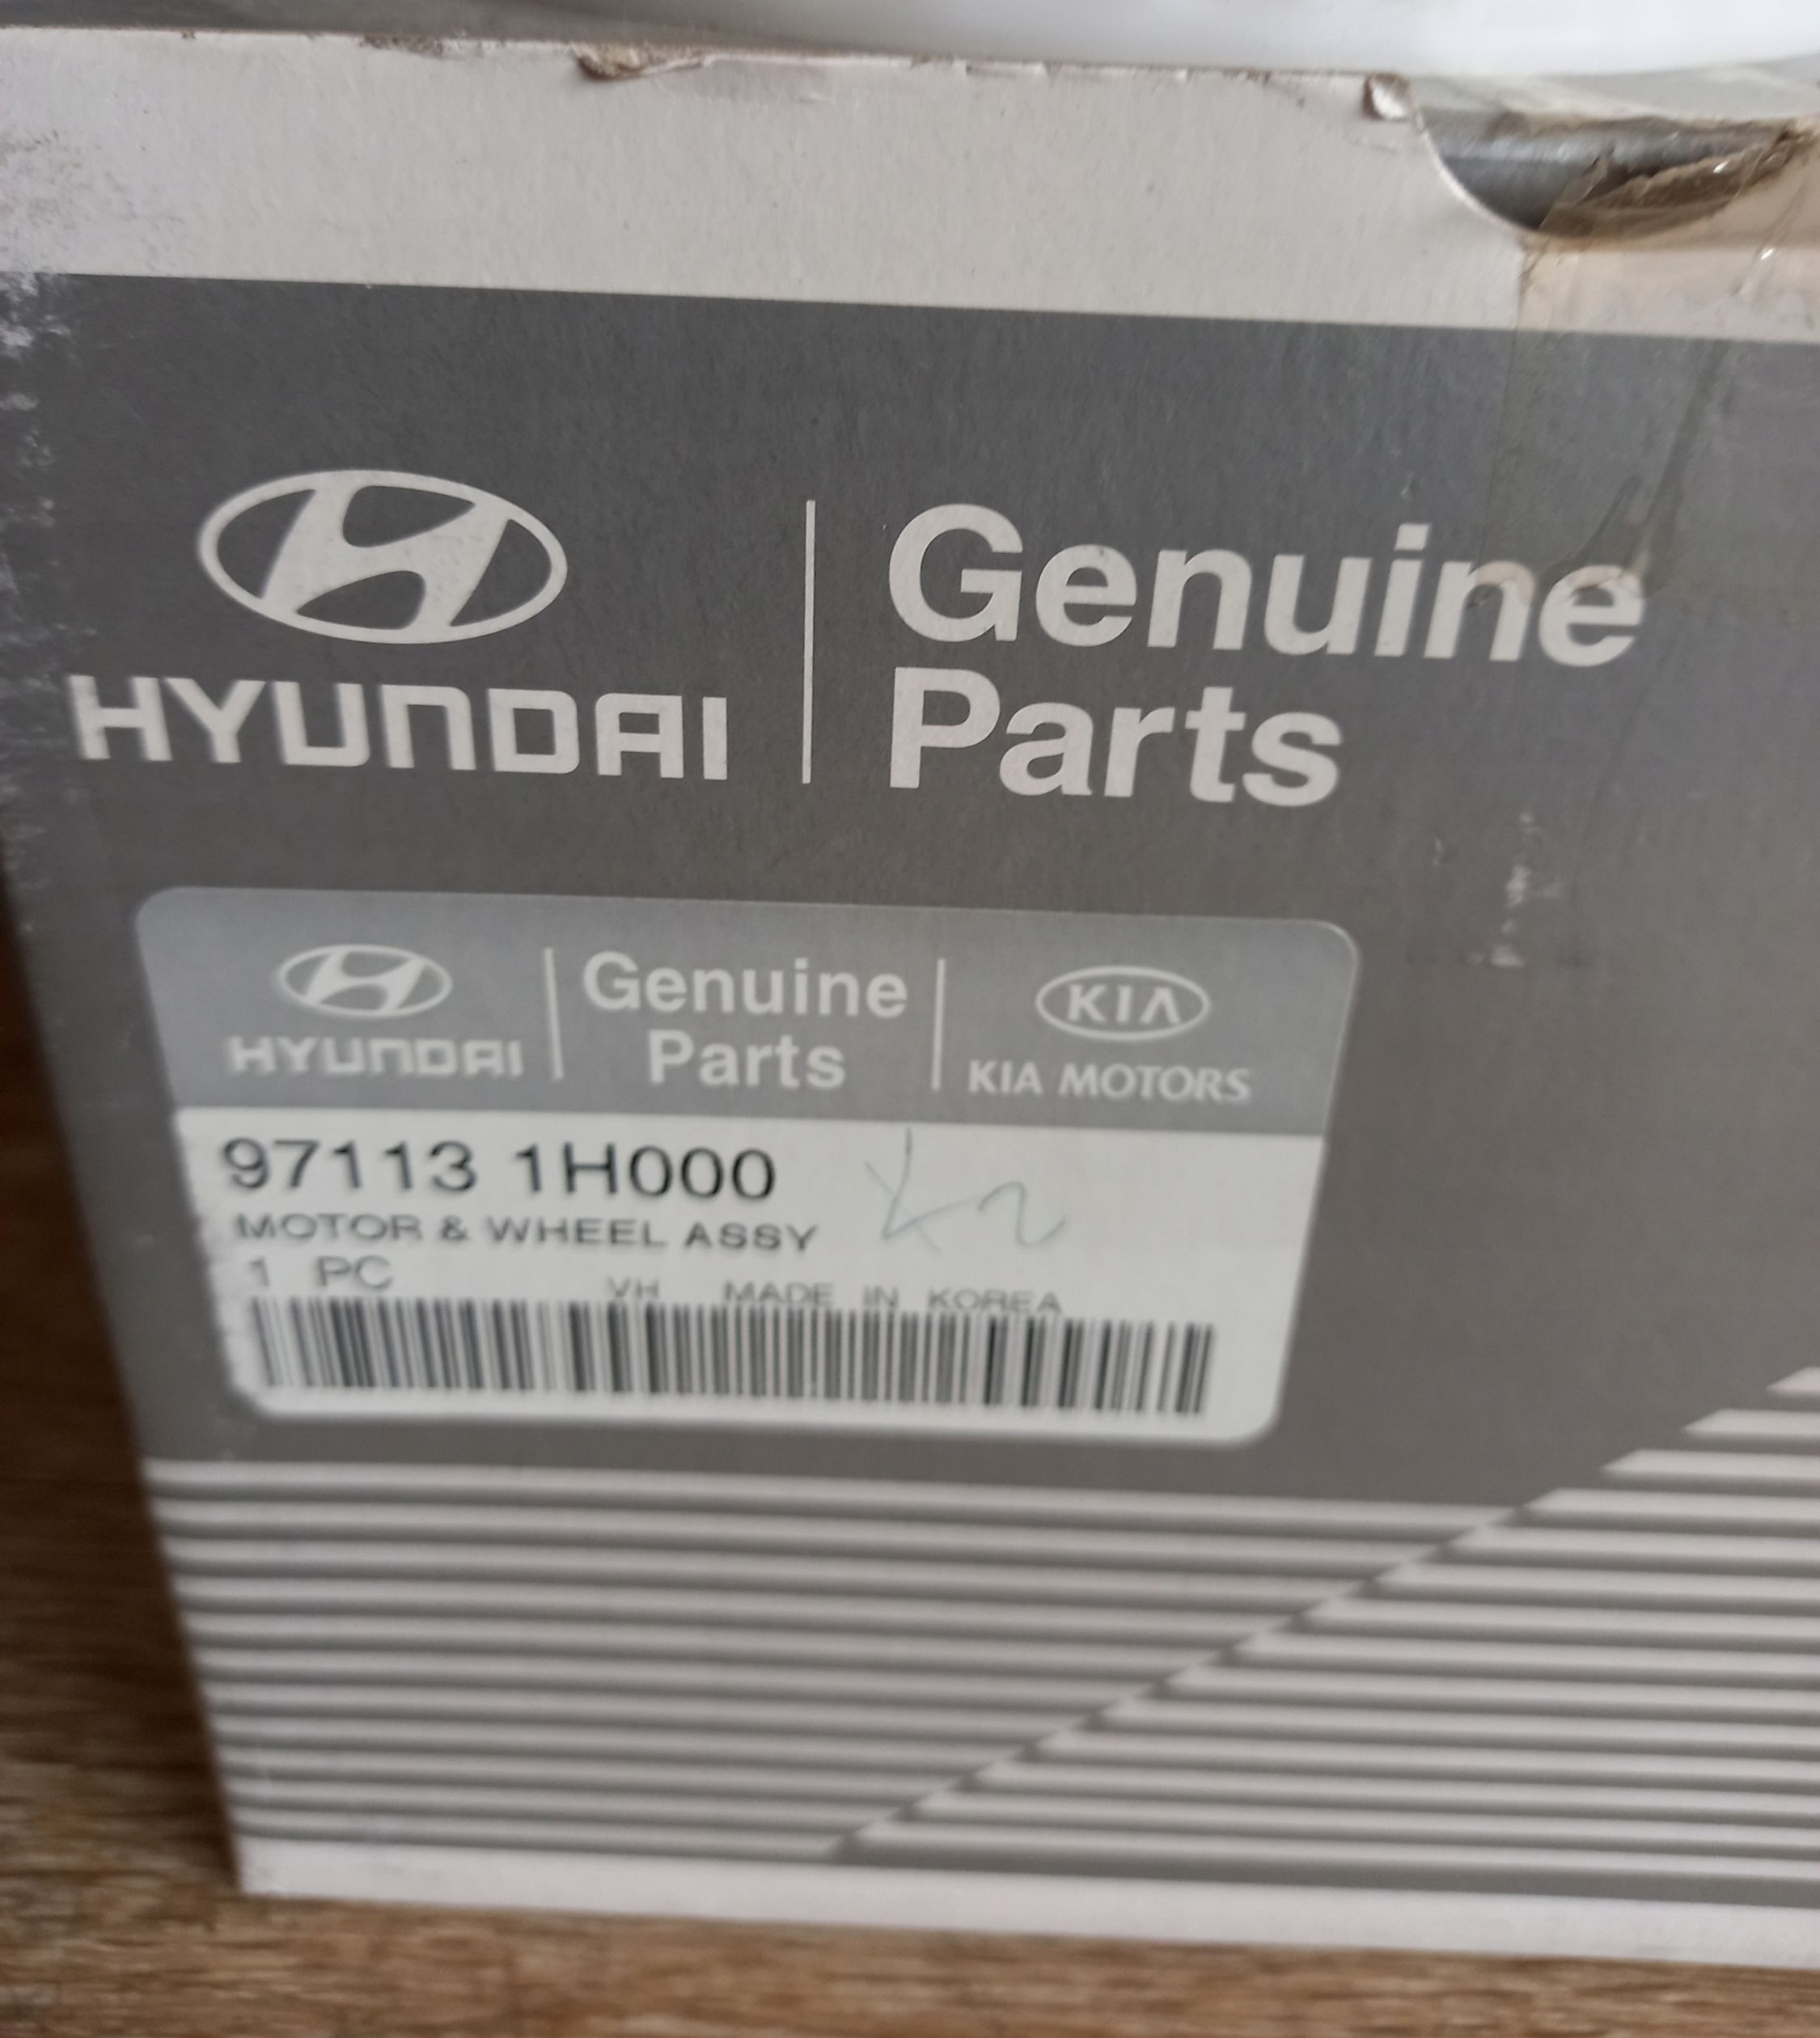 HYUNDAI
Genuine
Parts
HYUNDAI
Genuine
Parts
KIA
KIA MOTORS
97113 1H000
MOTOR & WHEEL ASSY
1 PC
VH MADE IN KOREA